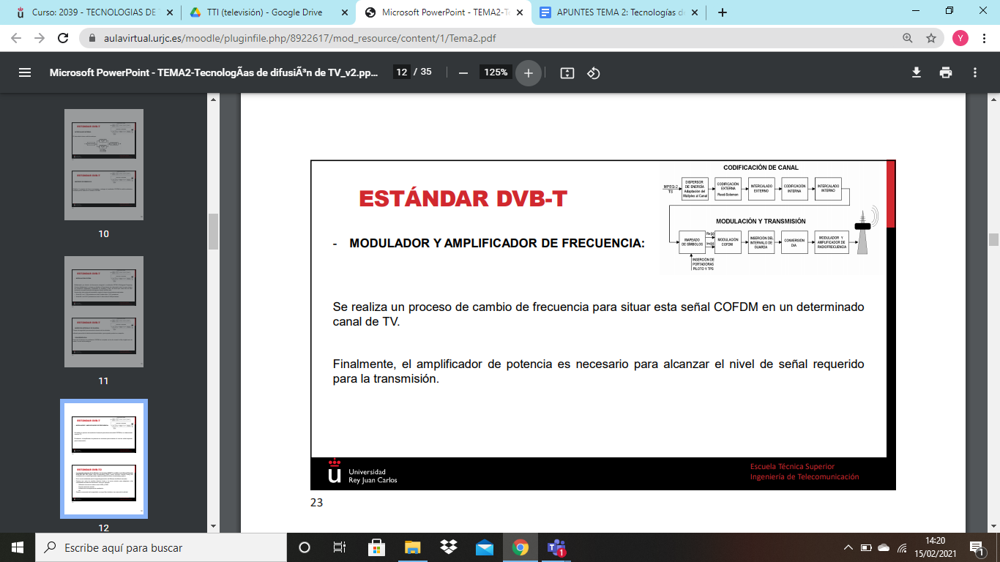 Curso: 2039 - TECNOLOGIAS DE T
TTI (televisión) - Google Drive
Microsoft PowerPoint - TEMA2-Te
APUNTES TEMA 2: Tecnologías de
aulavirtual.urjc.es/moodle/pluginfile.php/8922617/mod_resource/content/1/Tema2.pdf
Y
Microsoft PowerPoint - TEMA2-TecnologÃ­as de difusiÃ³n de TV_v2.pp...
12 / 35
125%
10
11
12
ESTÁNDAR DVB-T
CODIFICACIÓN DE CANAL
MPEG-2
TS
DISPERSOR
DE ENERGÍA
Adaptación del
Múltiplex al Canal
CODIFICACIÓN
EXTERNA
Reed-Solomon
INTERCALADO
EXTERNO
CODIFICACIÓN
INTERNA
INTERCALADO
INTERNO
MODULACIÓN Y TRANSMISIÓN
MAPEADO
DE SÍMBOLOS
Re{z}
Im{z}
MODULACIÓN
COFDM
INSERCIÓN DEL
INTERVALO DE
GUARDA
CONVERSION
D/A
MODULADOR Y
AMPLIFICADOR DE
RADIOFRECUENCIA
INSERCIÓN DE
PORTADORAS
PILOTO Y TPS
- MODULADOR Y AMPLIFICADOR DE FRECUENCIA:
Se realiza un proceso de cambio de frecuencia para situar esta señal COFDM en un determinado
canal de TV.
Finalmente, el amplificador de potencia es necesario para alcanzar el nivel de señal requerido
para la transmisión.
Universidad
Rey Juan Carlos
Escuela Técnica Superior
Ingeniería de Telecomunicación
23
Escribe aquí para buscar
1
14:20
15/02/2021
1